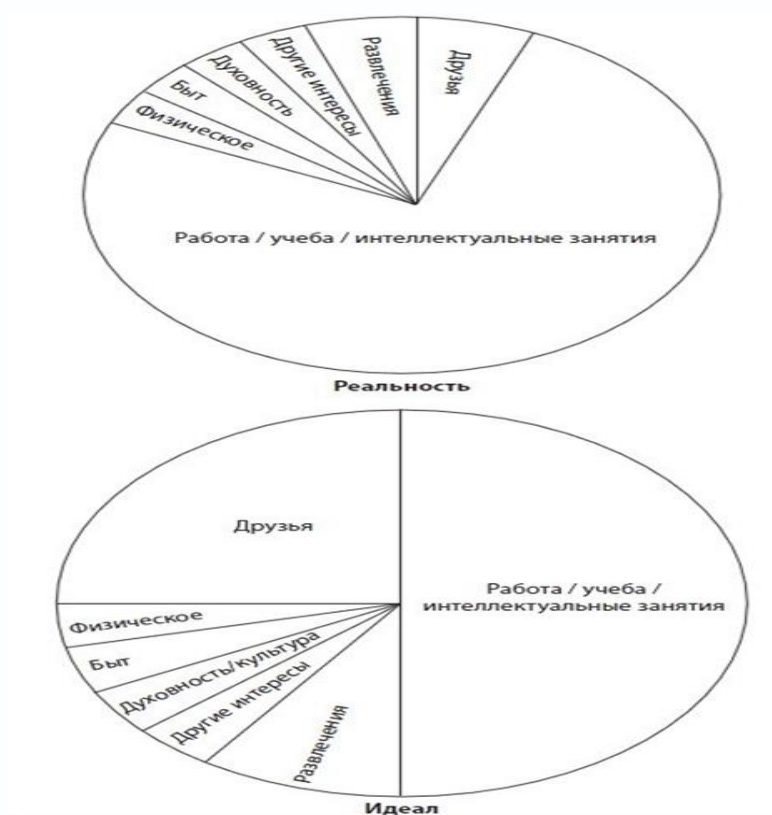 Физическое
Быт
Духовность
Другие интересы
Развлечения
Друзья
Работа / учеба / интеллектуальные занятия
Реальность
Друзья
Работа / учеба /
интеллектуальные занятия
Физическое
Быт
Духовность/культура
Другие интересы
Развлечения
Идеал